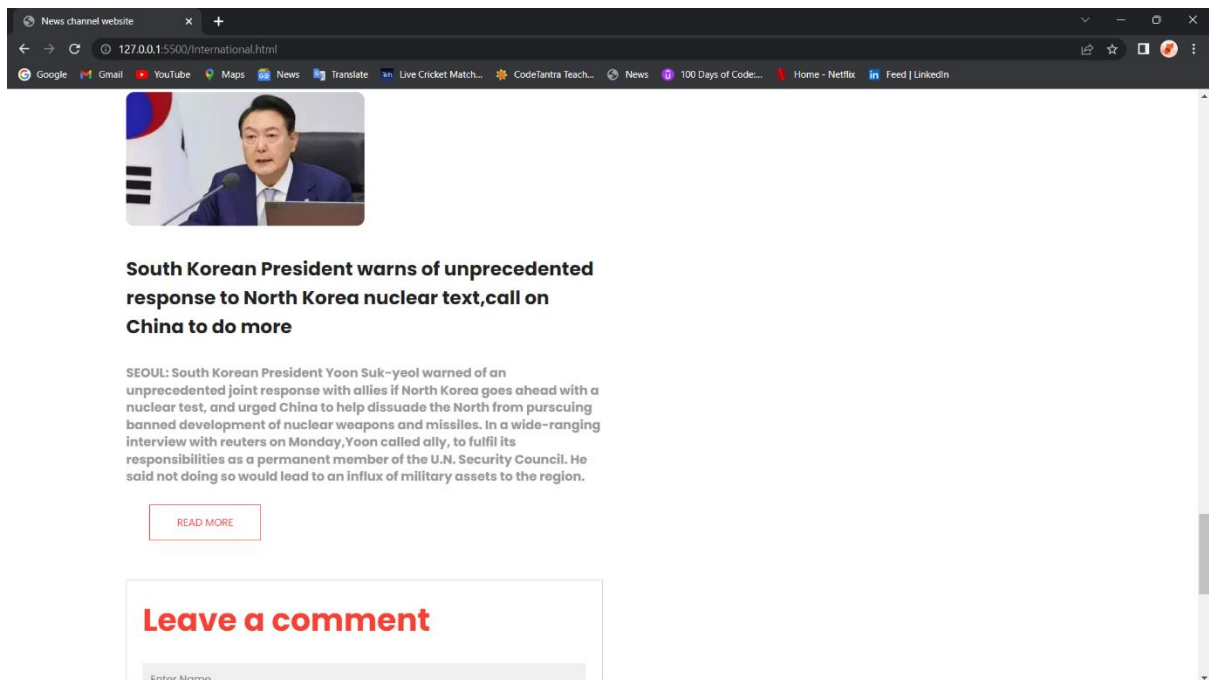 News channel website
127.0.0.1:5500/International.html
Google Gmail YouTube Maps News Translate Live Cricket Match... CodeTantra Teach... News 100 Days of Code:... Home - Netflix Feed | LinkedIn
South Korean President warns of unprecedented
response to North Korea nuclear text,call on
China to do more
SEOUL: South Korean President Yoon Suk-yeol warned of an
unprecedented joint response with allies if North Korea goes ahead with a
nuclear test, and urged China to help dissuade the North from purscuing
banned development of nuclear weapons and missiles. In a wide-ranging
interview with reuters on Monday,Yoon called ally, to fulfil its
responsibilities as a permanent member of the U.N. Security Council. He
said not doing so would lead to an influx of military assets to the region.
READ MORE
Leave a comment
Enter Name